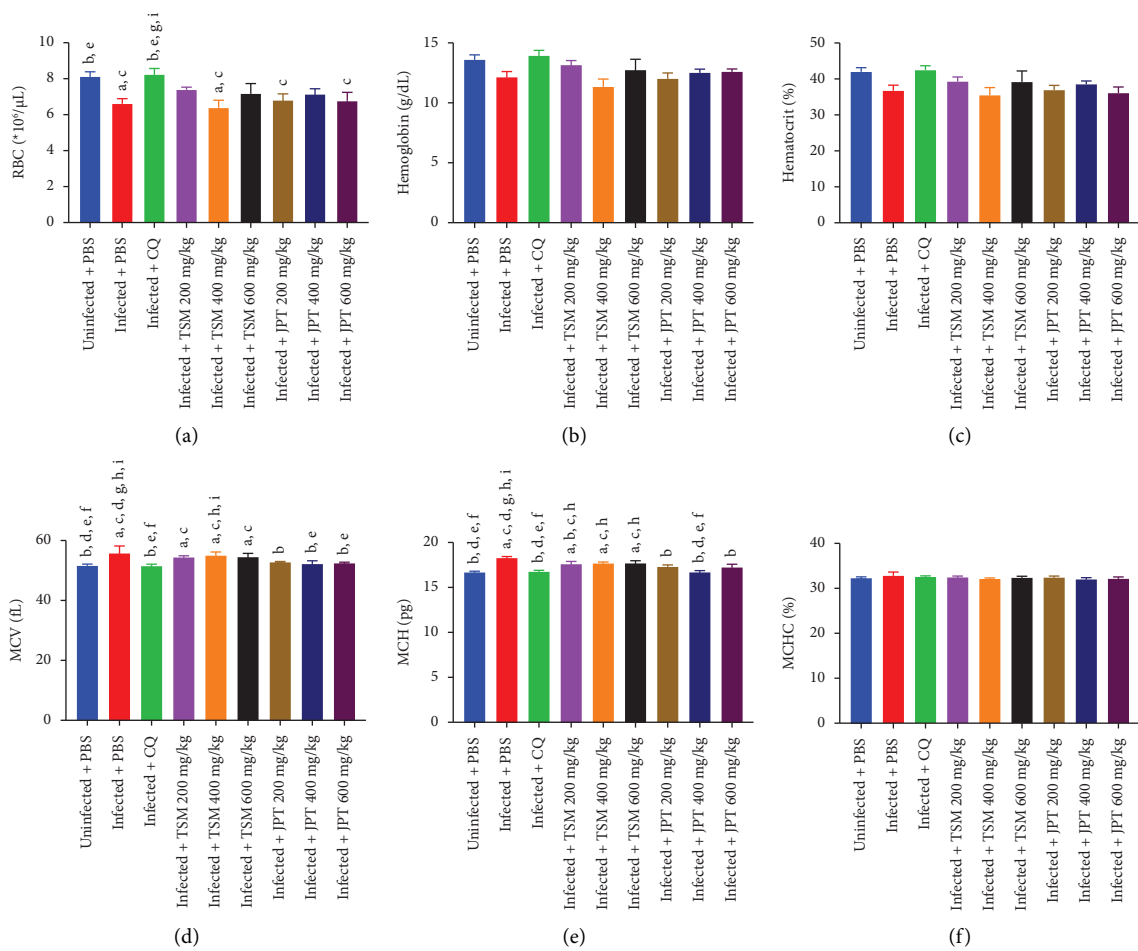 b, e
a, c
b, e, g, i
a, c
c
c
10
8
6
4
2
0
RBC (*10⁶/µL)
Uninfected + PBS
Infected + PBS
Infected + CQ
Infected + TSM 200 mg/kg
Infected + TSM 400 mg/kg
Infected + TSM 600 mg/kg
Infected + JPT 200 mg/kg
Infected + JPT 400 mg/kg
Infected + JPT 600 mg/kg
(a)
15
10
5
0
Hemoglobin (g/dL)
Uninfected + PBS
Infected + PBS
Infected + CQ
Infected + TSM 200 mg/kg
Infected + TSM 400 mg/kg
Infected + TSM 600 mg/kg
Infected + JPT 200 mg/kg
Infected + JPT 400 mg/kg
Infected + JPT 600 mg/kg
(b)
50
40
30
20
10
0
Hematocrit (%)
Uninfected + PBS
Infected + PBS
Infected + CQ
Infected + TSM 200 mg/kg
Infected + TSM 400 mg/kg
Infected + TSM 600 mg/kg
Infected + JPT 200 mg/kg
Infected + JPT 400 mg/kg
Infected + JPT 600 mg/kg
(c)
b, d, e, f
a, c, d, g, h, i
b, e, f
a, c
a, c, h, i
a, c
b
b, e
b, e
60
40
20
0
MCV (fL)
Uninfected + PBS
Infected + PBS
Infected + CQ
Infected + TSM 200 mg/kg
Infected + TSM 400 mg/kg
Infected + TSM 600 mg/kg
Infected + JPT 200 mg/kg
Infected + JPT 400 mg/kg
Infected + JPT 600 mg/kg
(d)
b, d, e, f
a, c, d, g, h, i
b, d, e, f
a, b, c, h
a, c, h
a, c, h
b
b, d, e, f
b
20
15
10
5
0
MCH (pg)
Uninfected + PBS
Infected + PBS
Infected + CQ
Infected + TSM 200 mg/kg
Infected + TSM 400 mg/kg
Infected + TSM 600 mg/kg
Infected + JPT 200 mg/kg
Infected + JPT 400 mg/kg
Infected + JPT 600 mg/kg
(e)
40
30
20
10
0
MCHC (%)
Uninfected + PBS
Infected + PBS
Infected + CQ
Infected + TSM 200 mg/kg
Infected + TSM 400 mg/kg
Infected + TSM 600 mg/kg
Infected + JPT 200 mg/kg
Infected + JPT 400 mg/kg
Infected + JPT 600 mg/kg
(f)